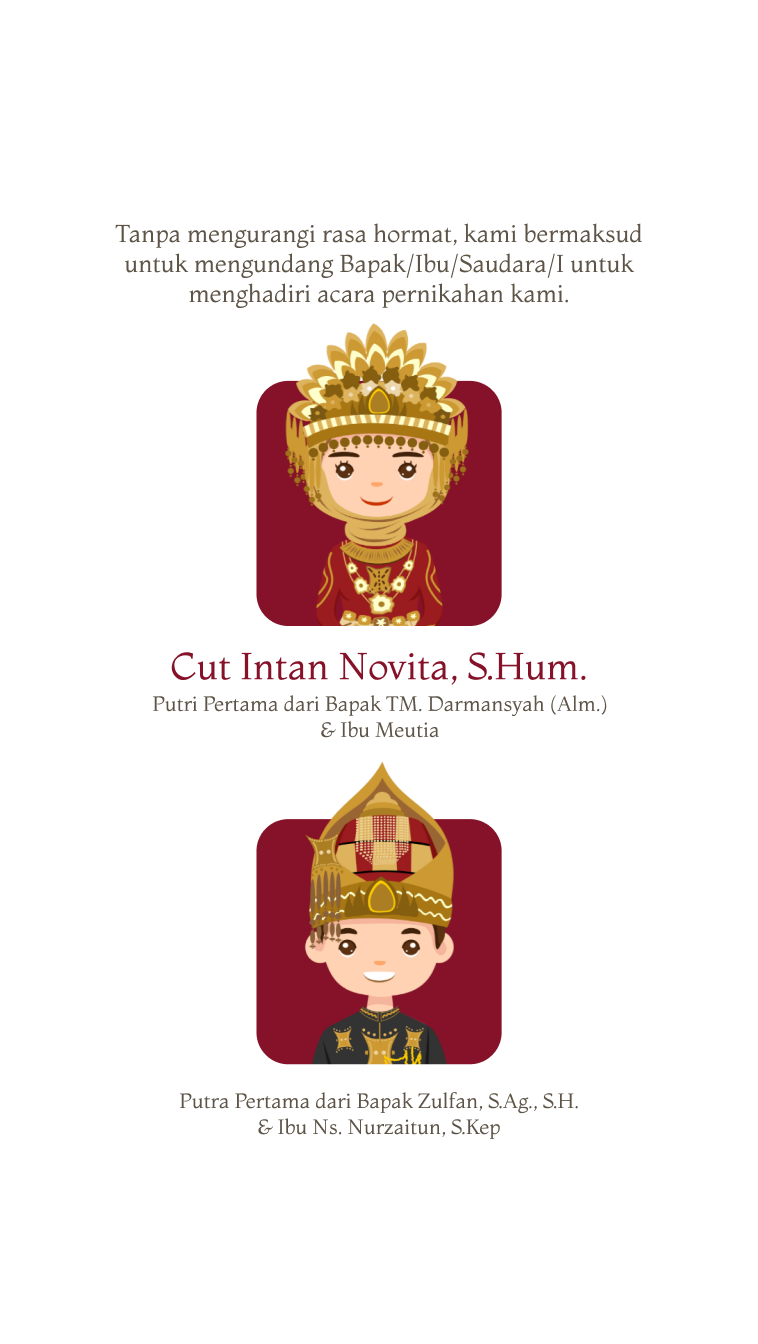 Tanpa mengurangi rasa hormat, kami bermaksud
untuk mengundang Bapak/Ibu/Saudara/I untuk
menghadiri acara pernikahan kami.
Cut Intan Novita, S.Hum.
Putri Pertama dari Bapak TM. Darmansyah (Alm.)
& Ibu Meutia
Putra Pertama dari Bapak Zulfan, S.Ag., S.H.
& Ibu Ns. Nurzaitun, S.Kep